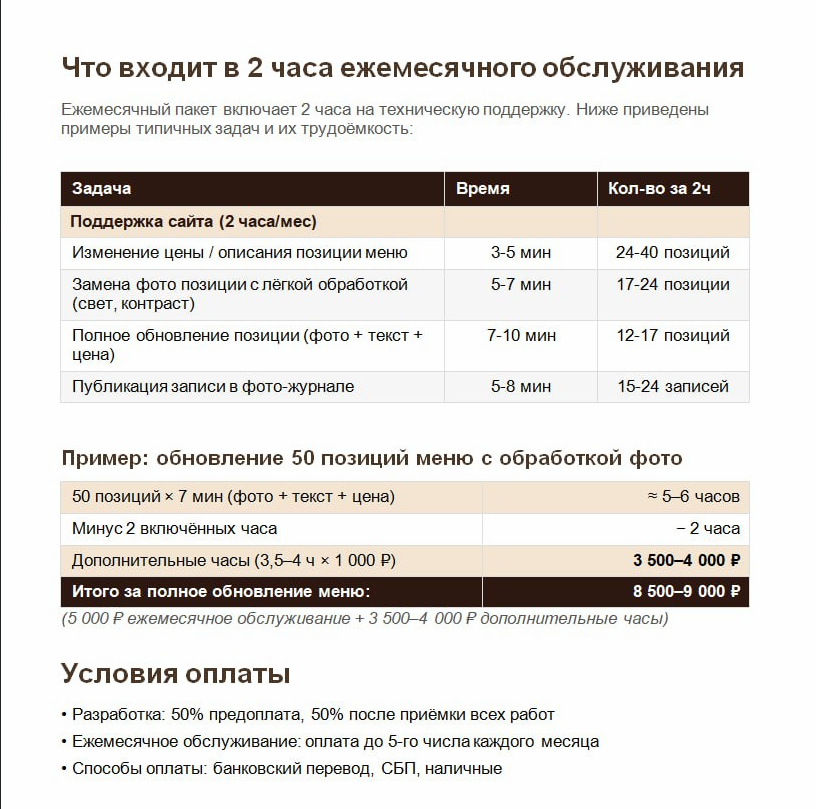 Что входит в 2 часа ежемесячного обслуживания
Ежемесячный пакет включает 2 часа на техническую поддержку. Ниже приведены
примеры типичных задач и их трудоёмкость:
Задача Время Кол-во за 2ч
Поддержка сайта (2 часа/мес)
Изменение цены / описания позиции меню 3-5 мин 24-40 позиций
Замена фото позиции с лёгкой обработкой 5-7 мин 17-24 позиции
(свет, контраст)
Полное обновление позиции (фото + текст + 7-10 мин 12-17 позиций
цена)
Публикация записи в фото-журнале 5-8 мин 15-24 записей
Пример: обновление 50 позиций меню с обработкой фото
50 позиций × 7 мин (фото + текст + цена) ≈ 5–6 часов
Минус 2 включённых часа − 2 часа
Дополнительные часы (3,5–4 ч × 1 000 ₽) 3 500–4 000 ₽
Итого за полное обновление меню: 8 500–9 000 ₽
(5 000 ₽ ежемесячное обслуживание + 3 500–4 000 ₽ дополнительные часы)
Условия оплаты
• Разработка: 50% предоплата, 50% после приёмки всех работ
• Ежемесячное обслуживание: оплата до 5-го числа каждого месяца
• Способы оплаты: банковский перевод, СБП, наличные